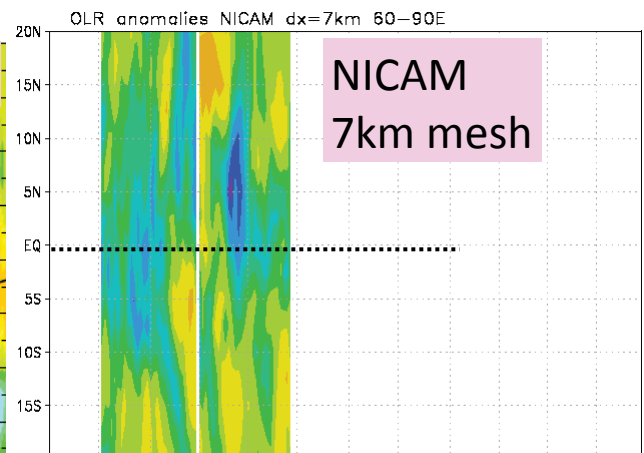 OLR anomalies NICAM dx=7km 60-90E
20N
NICAM
7km mesh
15N
10N
5N
EQ
5S
10S
15S